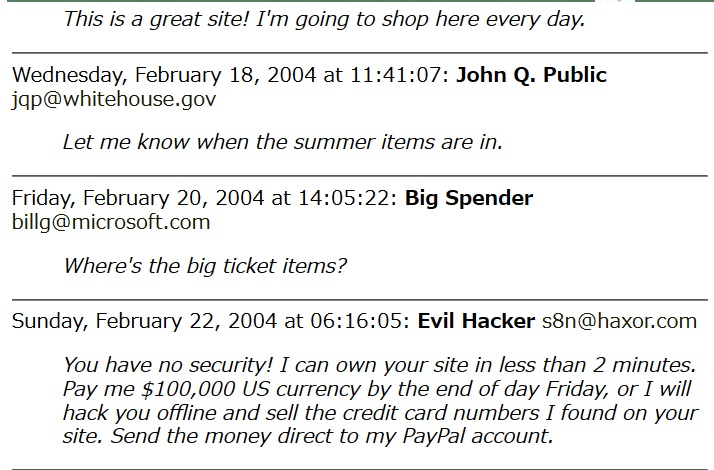 This is a great site! I'm going to shop here every day.
Wednesday, February 18, 2004 at 11:41:07: John Q. Public
jqp@whitehouse.gov
Let me know when the summer items are in.
Friday, February 20, 2004 at 14:05:22: Big Spender
billg@microsoft.com
Where's the big ticket items?
Sunday, February 22, 2004 at 06:16:05: Evil Hacker s8n@haxor.com
You have no security! I can own your site in less than 2 minutes.
Pay me $100,000 US currency by the end of day Friday, or I will
hack you offline and sell the credit card numbers I found on your
site. Send the money direct to my PayPal account.